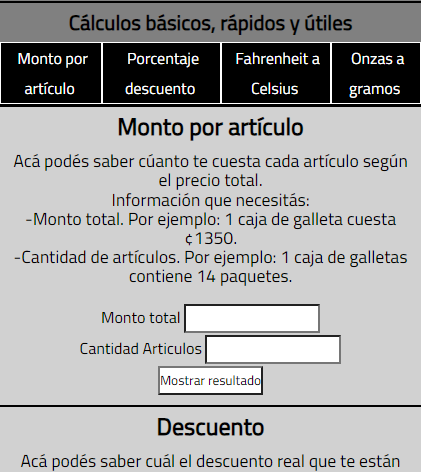 Cálculos básicos, rápidos y útiles
Monto por artículo
Porcentaje descuento
Fahrenheit a Celsius
Onzas a gramos
Monto por artículo
Acá podés saber cúanto te cuesta cada artículo según
el precio total.
Información que necesitás:
-Monto total. Por ejemplo: 1 caja de galleta cuesta
¢1350.
-Cantidad de artículos. Por ejemplo: 1 caja de galletas
contiene 14 paquetes.
Monto total
Cantidad Articulos
Mostrar resultado
Descuento
Acá podés saber cuál el descuento real que te están